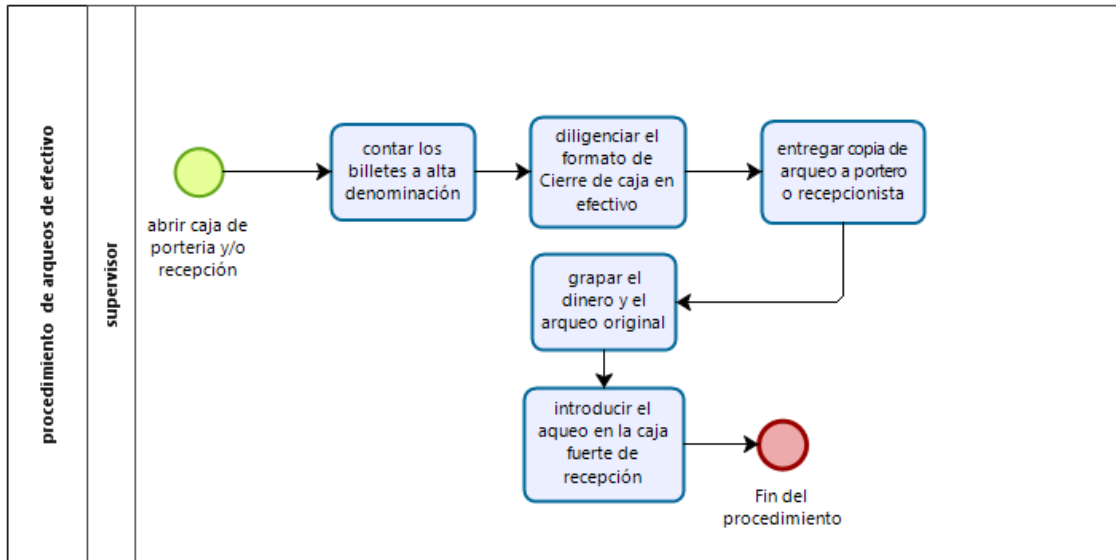 procedimiento de arqueos de efectivo
supervisor
abrir caja de
porteria y/o
recepción
contar los
billetes a alta
denominación
diligenciar el
formato de
Cierre de caja en
efectivo
entregar copia de
arqueo a portero
o recepcionista
grapar el
dinero y el
arqueo original
introducir el
aqueo en la caja
fuerte de
recepción
Fin del
procedimiento